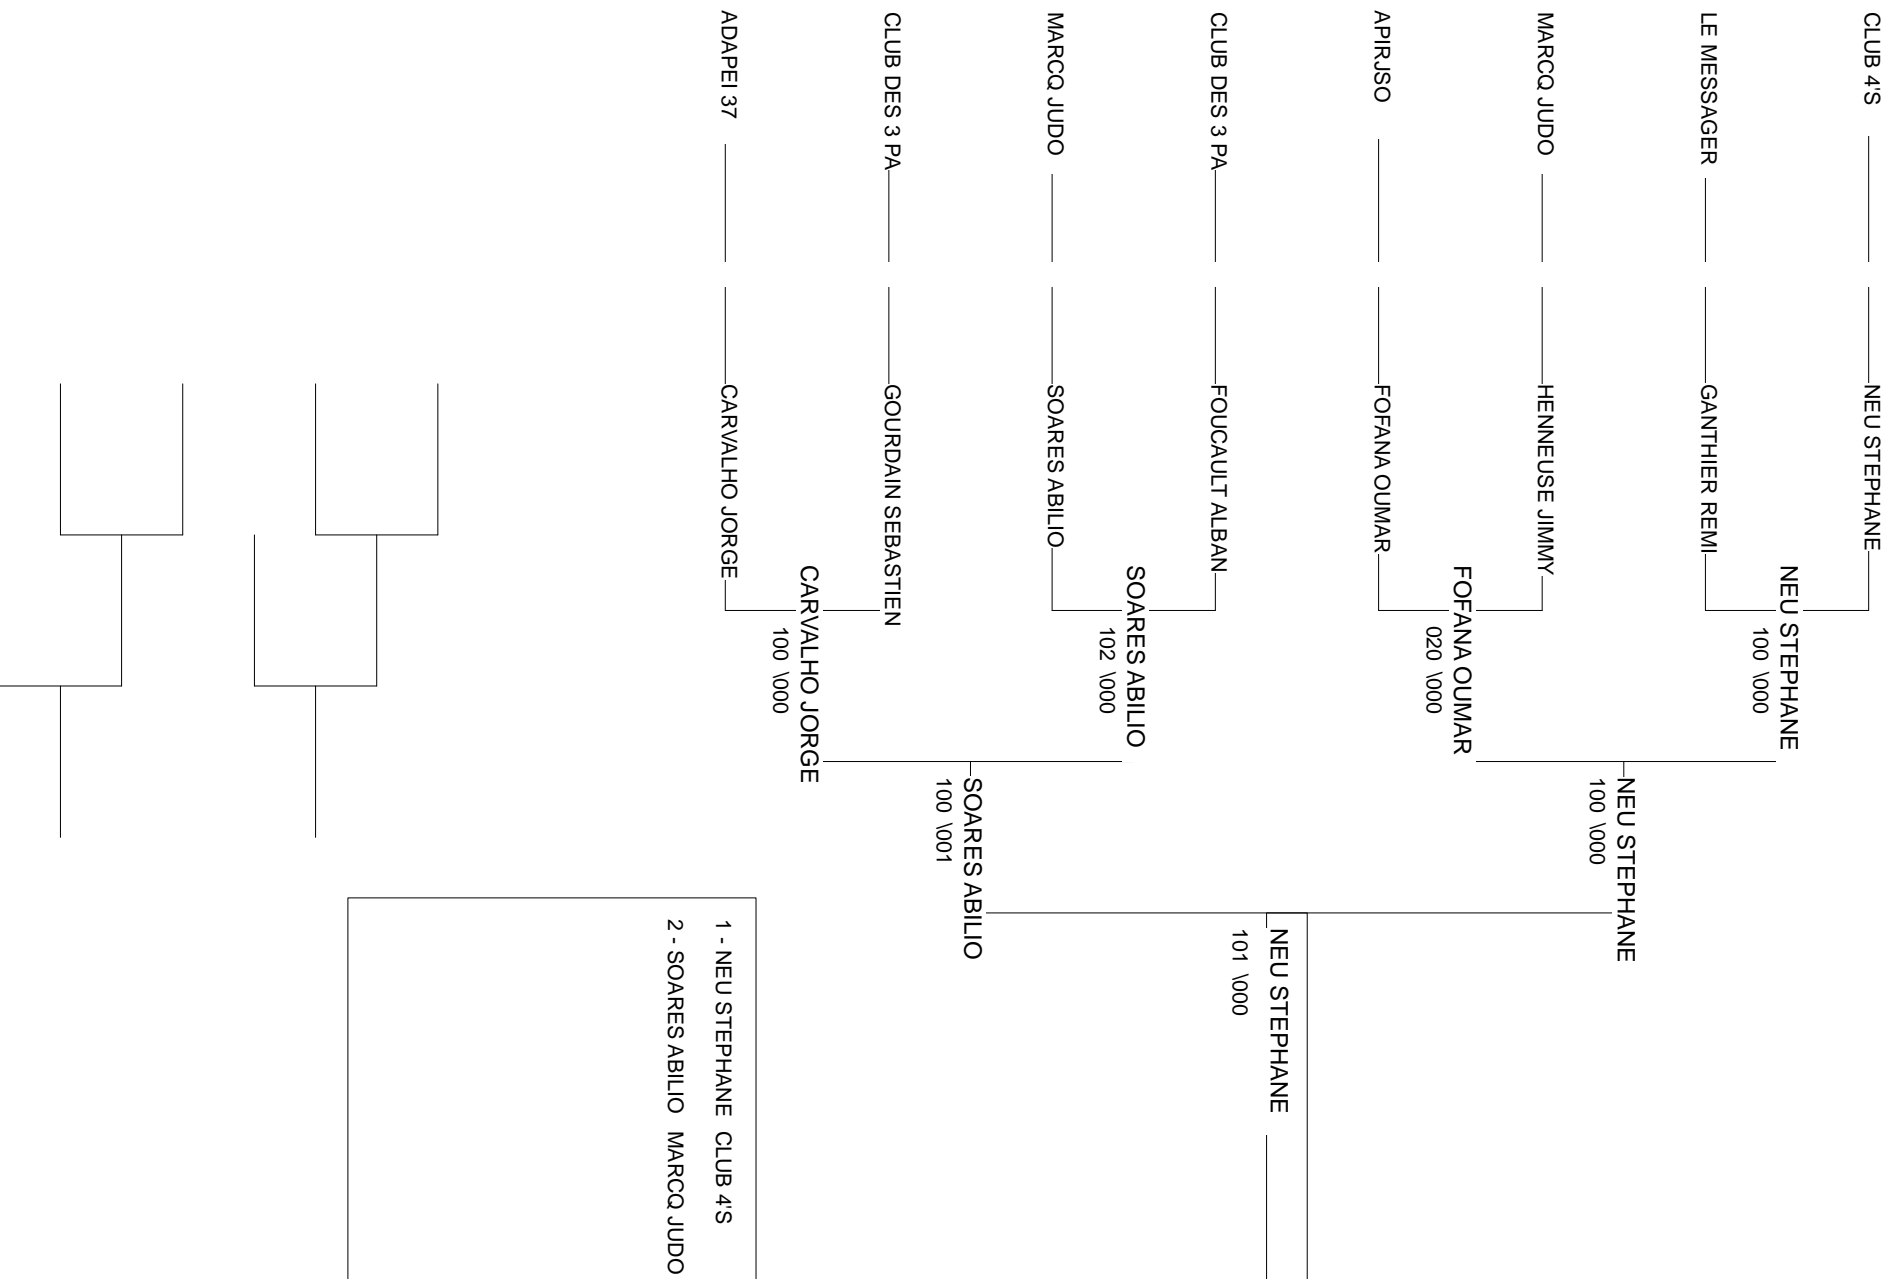 CLUB 4'S NEU STEPHANE
NEU STEPHANE
100 \000
LE MESSAGER GANTHIER REMI
NEU STEPHANE
100 \000
MARCQ JUDO HENNEUSE JIMMY
FOFANA OUMAR
020 \000
APIRJSO FOFANA OUMAR
NEU STEPHANE
101 \000
CLUB DES 3 PA FOUCAULT ALBAN
SOARES ABILIO
102 \000
MARCQ JUDO SOARES ABILIO
SOARES ABILIO
100 \001
CLUB DES 3 PA GOURDAIN SEBASTIEN
CARVALHO JORGE
100 \000
ADAPEI 37 CARVALHO JORGE
1 - NEU STEPHANE CLUB 4'S
2 - SOARES ABILIO MARCQ JUDO